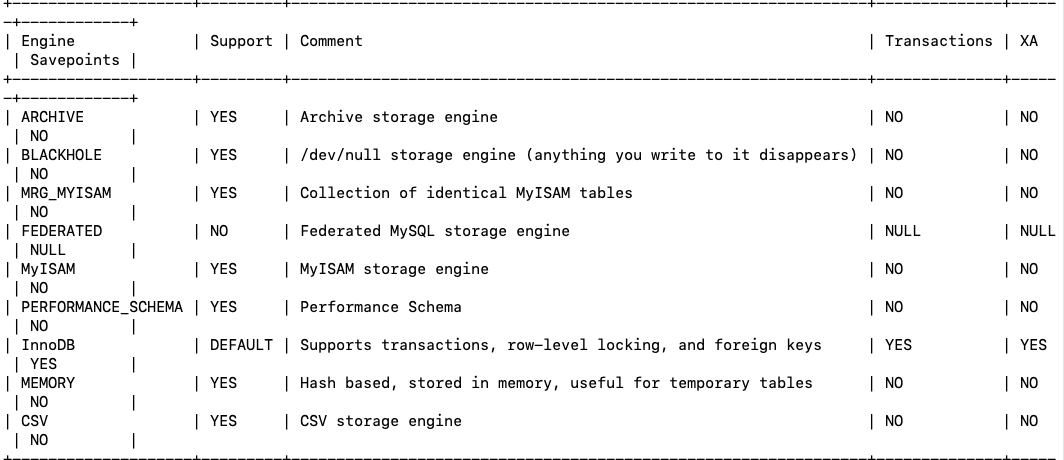 +--------------------+---------+----------------------------------------------------------------+--------------+-----
-+------------+
| Engine             | Support | Comment                                                        | Transactions | XA
 | Savepoints |
+--------------------+---------+----------------------------------------------------------------+--------------+-----
-+------------+
| ARCHIVE            | YES     | Archive storage engine                                         | NO           | NO
 | NO         |
| BLACKHOLE          | YES     | /dev/null storage engine (anything you write to it disappears) | NO           | NO
 | NO         |
| MRG_MYISAM         | YES     | Collection of identical MyISAM tables                          | NO           | NO
 | NO         |
| FEDERATED          | NO      | Federated MySQL storage engine                                 | NULL         | NULL
 | NULL       |
| MyISAM             | YES     | MyISAM storage engine                                          | NO           | NO
 | NO         |
| PERFORMANCE_SCHEMA | YES     | Performance Schema                                             | NO           | NO
 | NO         |
| InnoDB             | DEFAULT | Supports transactions, row-level locking, and foreign keys     | YES          | YES
 | YES        |
| MEMORY             | YES     | Hash based, stored in memory, useful for temporary tables      | NO           | NO
 | NO         |
| CSV                | YES     | CSV storage engine                                             | NO           | NO
 | NO         |
+--------------------+---------+----------------------------------------------------------------+--------------+-----